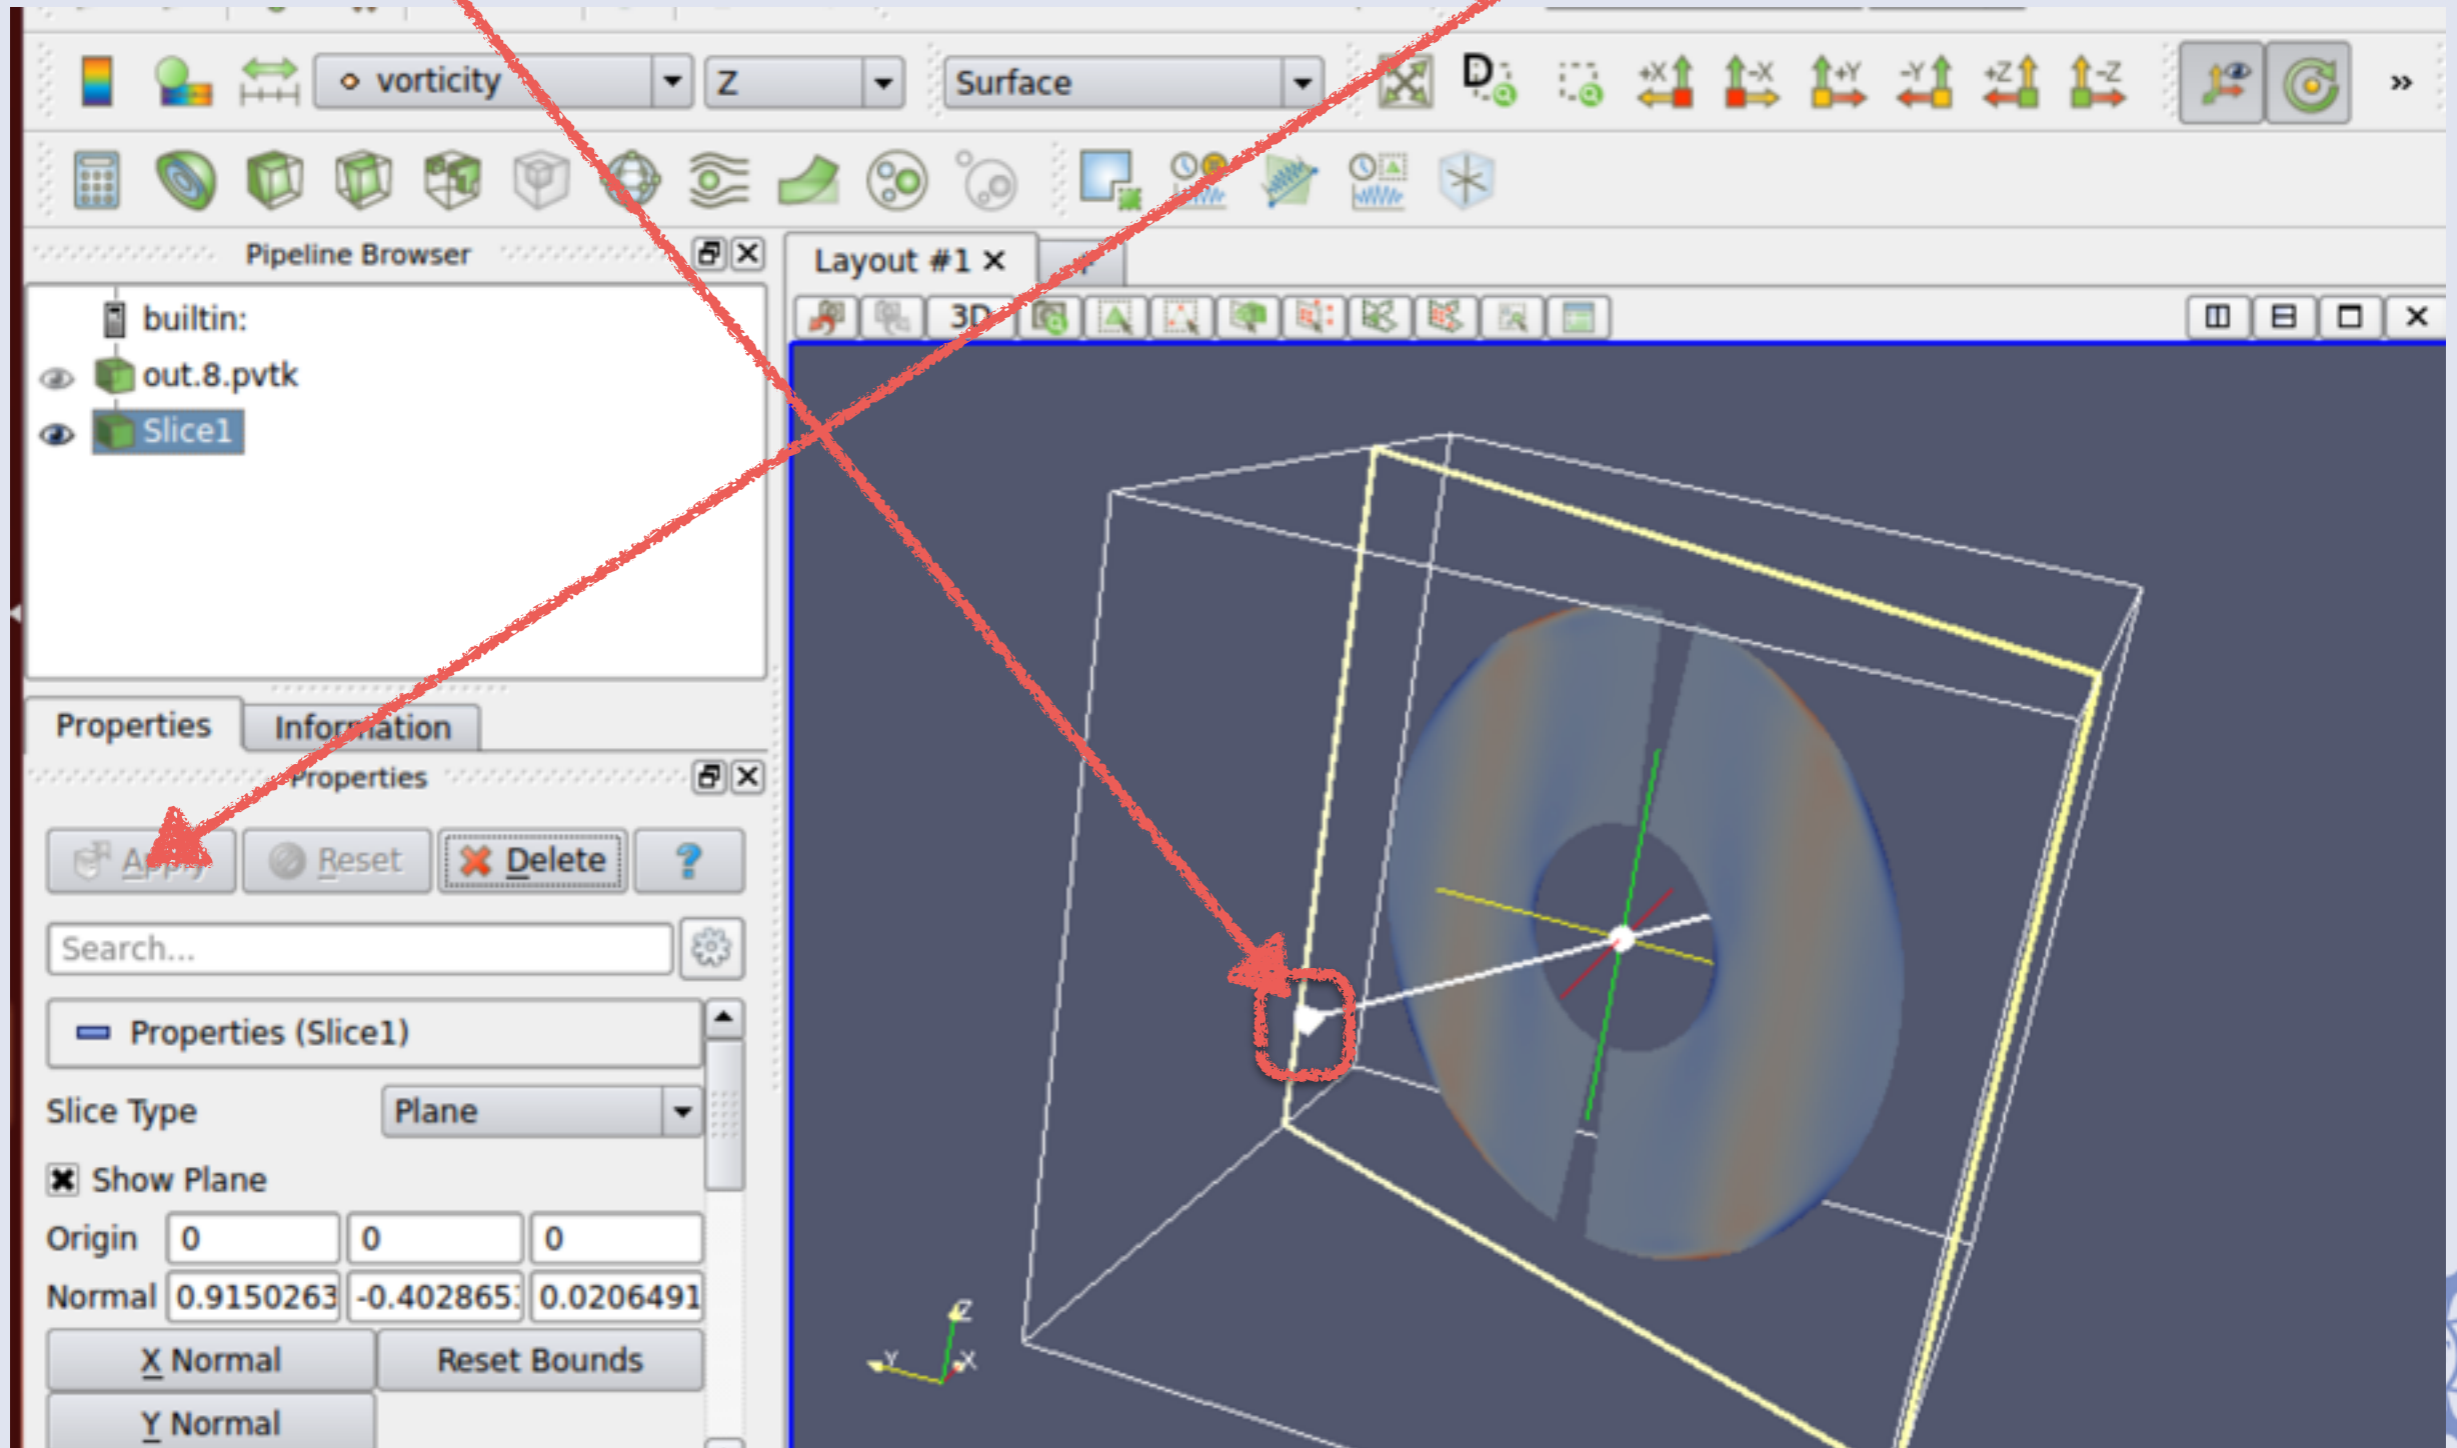 vorticity Z Surface D +X -X +Y -Y +Z -Z »
Pipeline Browser
Layout #1
builtin:
3D
out.8.pvtk
Slice1
Properties Information
Properties
Apply Reset Delete ?
Search...
Properties (Slice1)
Slice Type Plane
Show Plane
Origin 0 0 0
Normal 0.9150263 -0.402865 0.0206491
X Normal Reset Bounds
Y Normal
Z
Y X